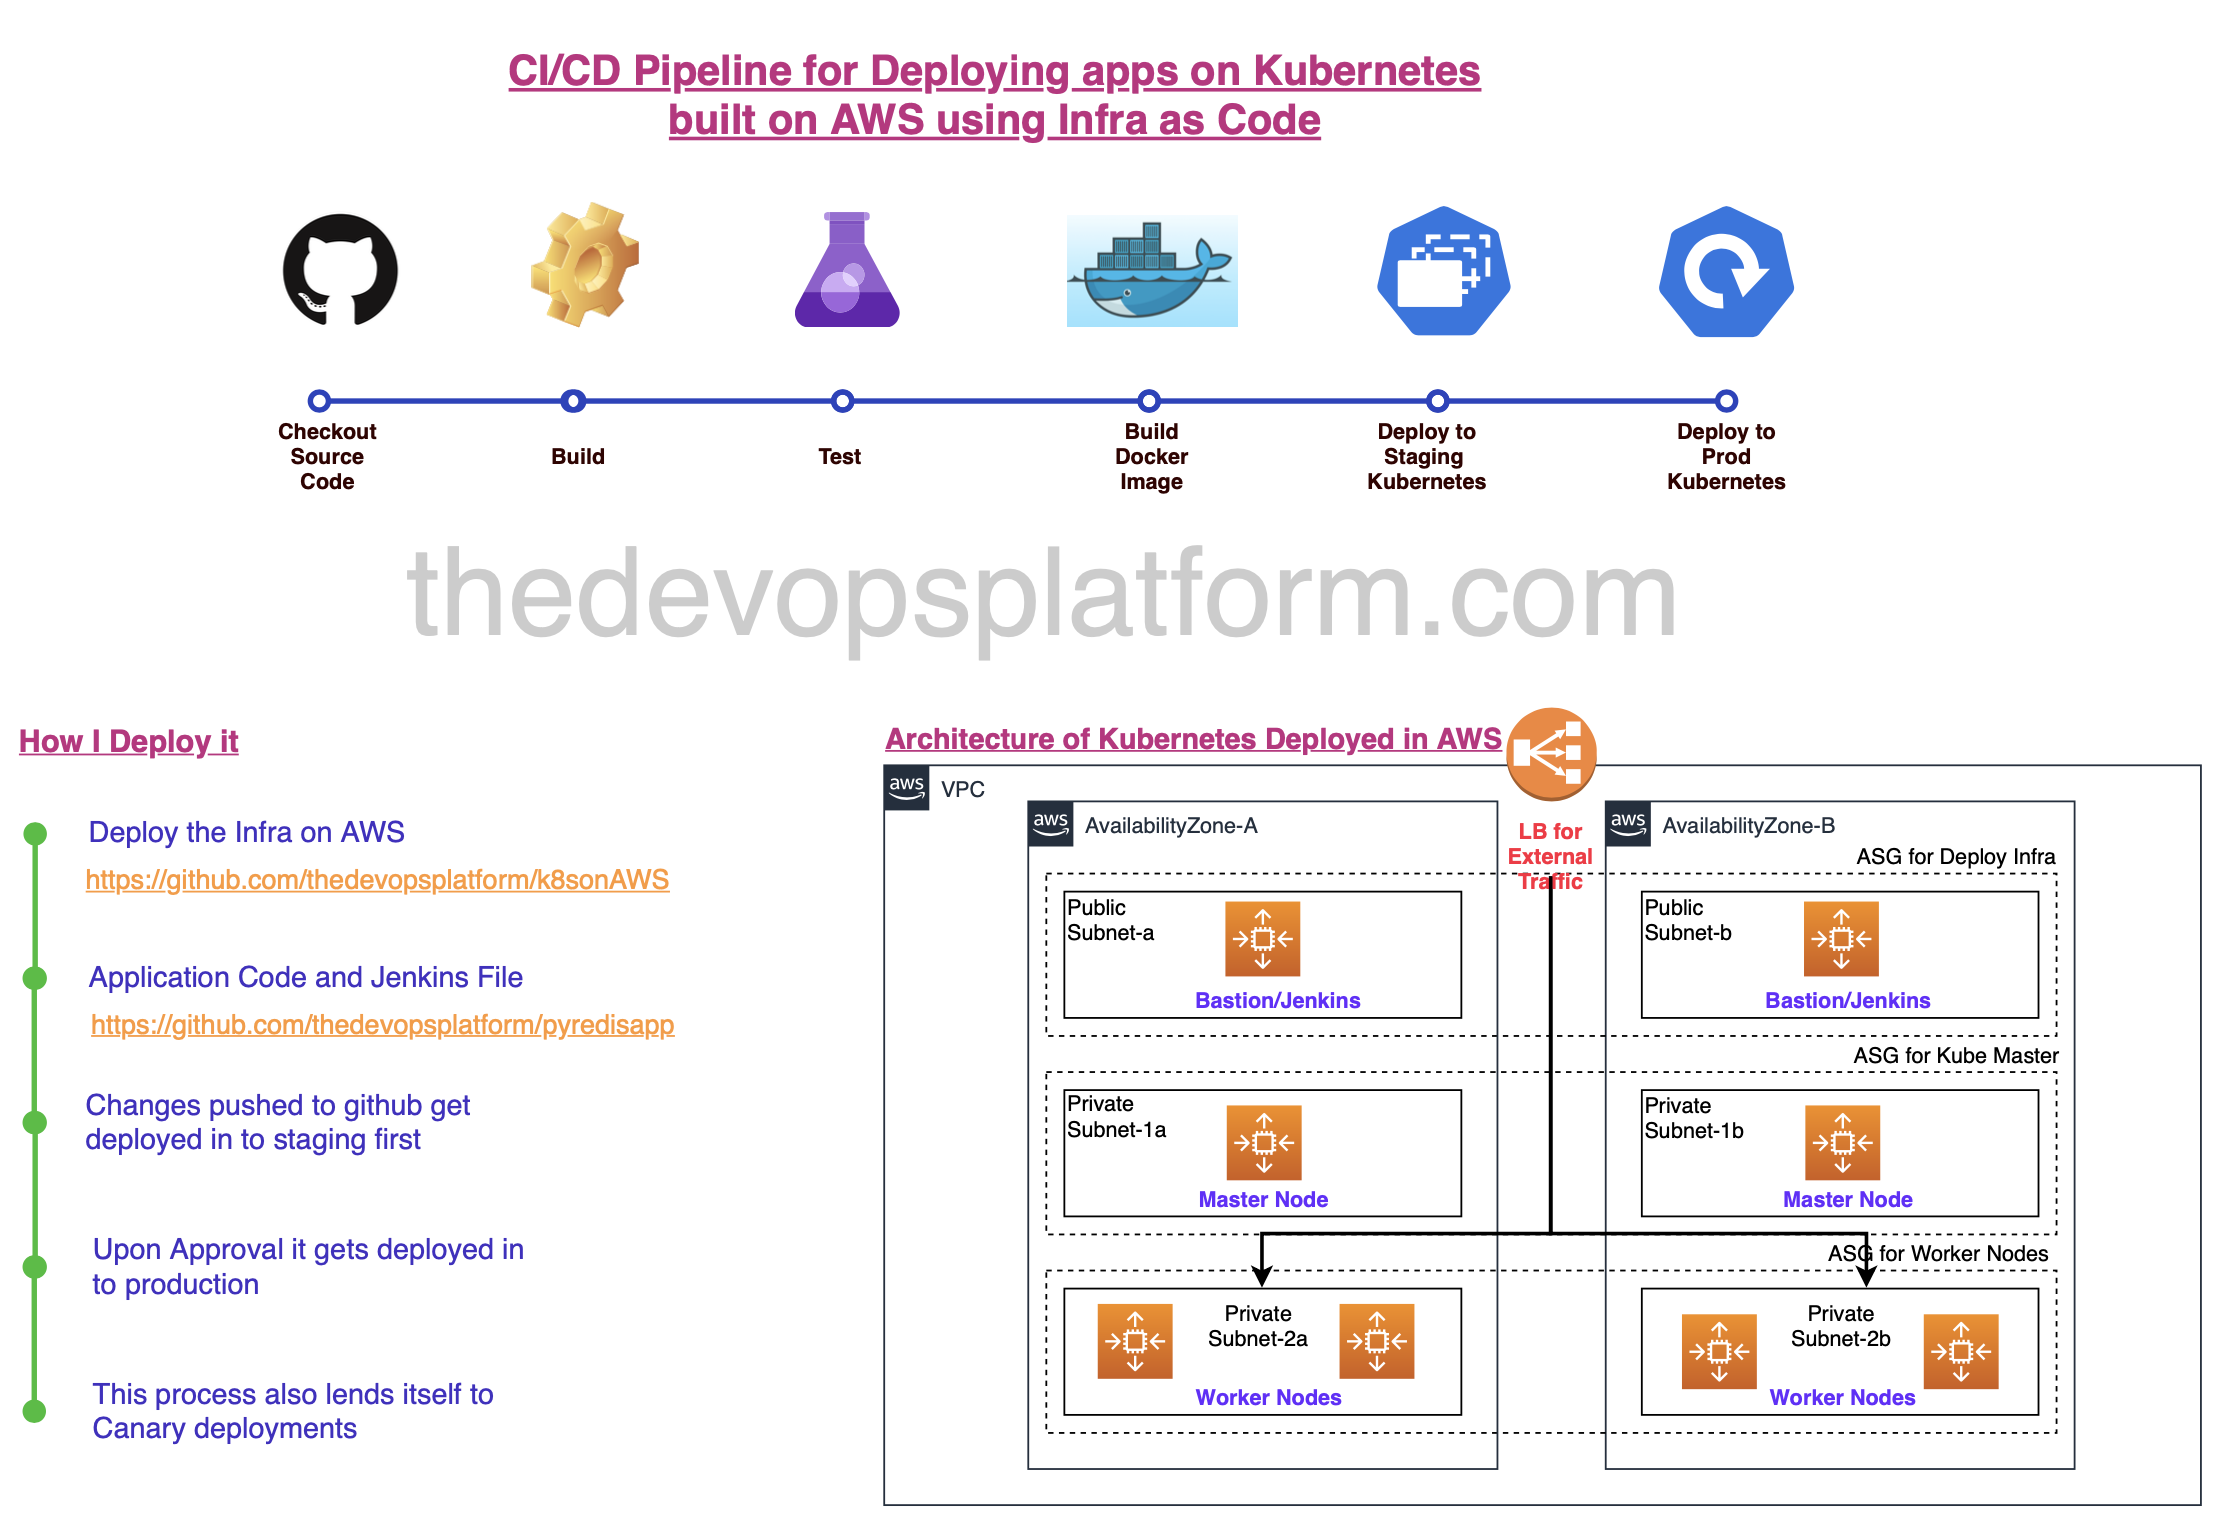 CI/CD Pipeline for Deploying apps on Kubernetes
built on AWS using Infra as Code
Checkout
Source
Code
Build
Test
Build
Docker
Image
Deploy to
Staging
Kubernetes
Deploy to
Prod
Kubernetes
thedevopsplatform.com
How I Deploy it
Deploy the Infra on AWS
https://github.com/thedevopsplatform/k8sonAWS
Application Code and Jenkins File
https://github.com/thedevopsplatform/pyredisapp
Changes pushed to github get
deployed in to staging first
Upon Approval it gets deployed in
to production
This process also lends itself to
Canary deployments
Architecture of Kubernetes Deployed in AWS
aws
VPC
aws
AvailabilityZone-A
LB for
External
Traffic
aws
AvailabilityZone-B
ASG for Deploy Infra
Public
Subnet-a
Bastion/Jenkins
Public
Subnet-b
Bastion/Jenkins
ASG for Kube Master
Private
Subnet-1a
Master Node
Private
Subnet-1b
Master Node
ASG for Worker Nodes
Private
Subnet-2a
Worker Nodes
Private
Subnet-2b
Worker Nodes